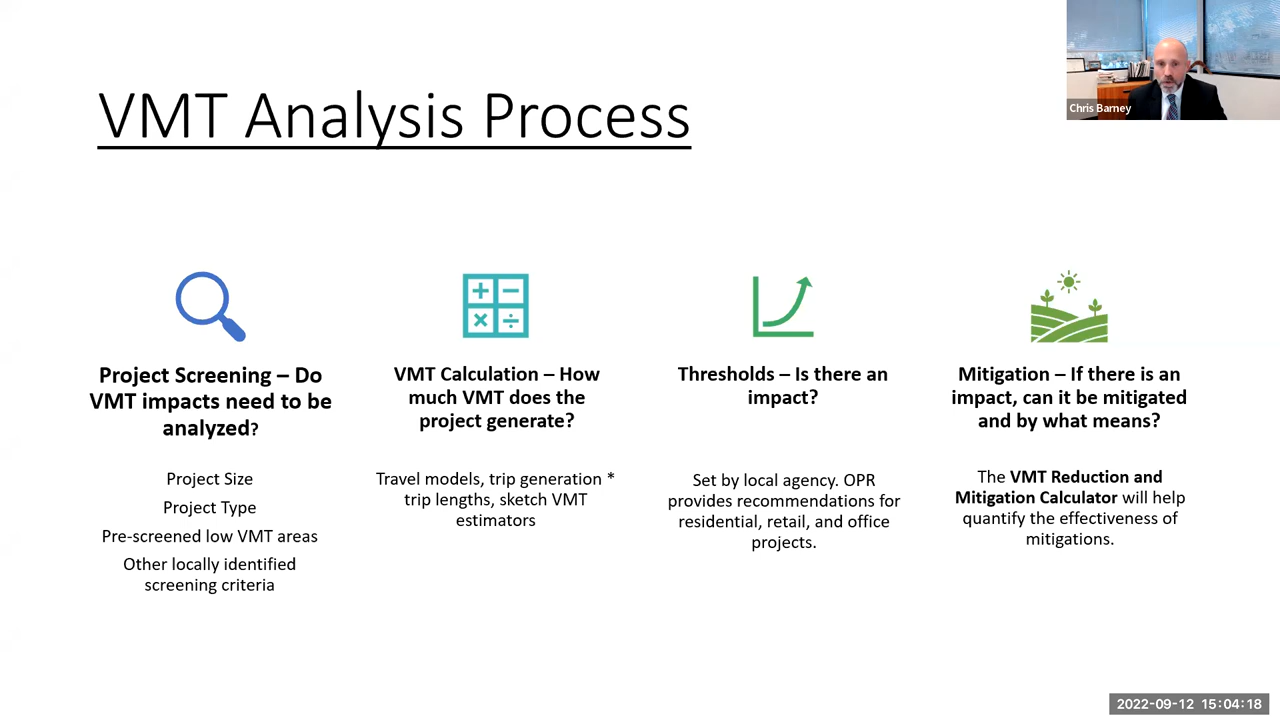 VMT Analysis Process
Chris Barney
Project Screening – Do
VMT impacts need to be
analyzed?
Project Size
Project Type
Pre-screened low VMT areas
Other locally identified
screening criteria
VMT Calculation – How
much VMT does the
project generate?
Travel models, trip generation *
trip lengths, sketch VMT
estimators
Thresholds – Is there an
impact?
Set by local agency. OPR
provides recommendations for
residential, retail, and office
projects.
Mitigation – If there is an
impact, can it be mitigated
and by what means?
The VMT Reduction and
Mitigation Calculator will help
quantify the effectiveness of
mitigations.
2022-09-12 15:04:18